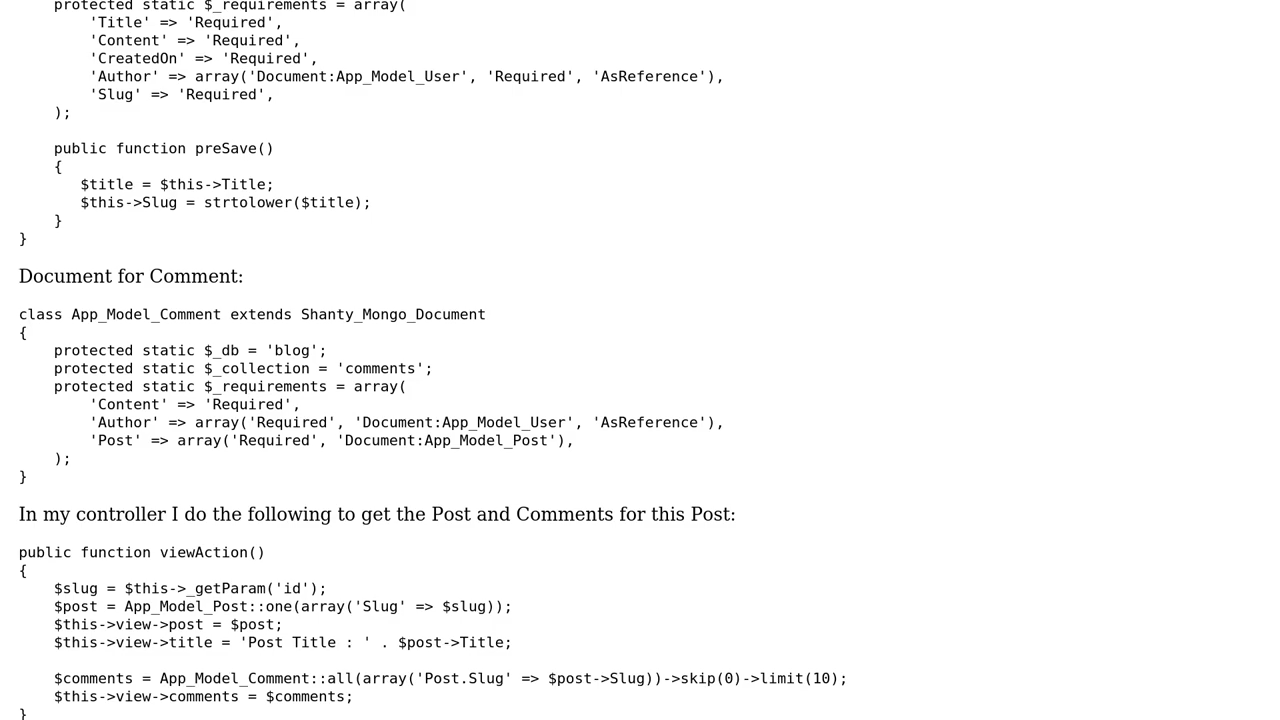 protected static $_requirements = array(
        'Title' => 'Required',
        'Content' => 'Required',
        'CreatedOn' => 'Required',
        'Author' => array('Document:App_Model_User', 'Required', 'AsReference'),
        'Slug' => 'Required',
    );

    public function preSave()
    {
       $title = $this->Title;
       $this->Slug = strtolower($title);
    }
}
Document for Comment:
class App_Model_Comment extends Shanty_Mongo_Document
{
    protected static $_db = 'blog';
    protected static $_collection = 'comments';
    protected static $_requirements = array(
        'Content' => 'Required',
        'Author' => array('Required', 'Document:App_Model_User', 'AsReference'),
        'Post' => array('Required', 'Document:App_Model_Post'),
    );
}
In my controller I do the following to get the Post and Comments for this Post:
public function viewAction()
{
    $slug = $this->_getParam('id');
    $post = App_Model_Post::one(array('Slug' => $slug));
    $this->view->post = $post;
    $this->view->title = 'Post Title : ' . $post->Title;

    $comments = App_Model_Comment::all(array('Post.Slug' => $post->Slug))->skip(0)->limit(10);
    $this->view->comments = $comments;
}